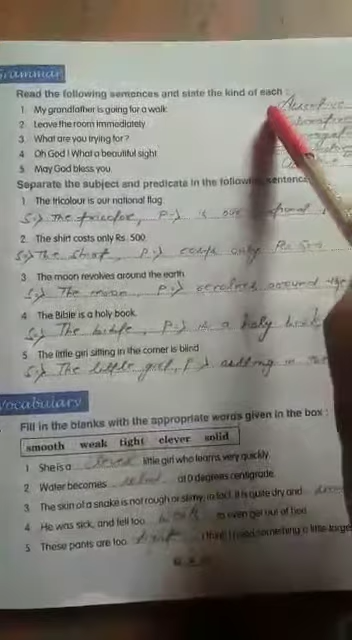 Grammar
Read the following sentences and state the kind of each :
1 My grandfather is going for a walk
2 Leave the room immediately
3 What are you trying for?
4 Oh God! What a beautiful sight
5 May God bless you
Separate the subject and predicate in the following sentences
1 The tricolour is our national flag
S:) The tricolor, P:) is our
2. The shirt costs only Rs. 500
S:) The shirt, P:) costs only Rs 500
3 The moon revolves around the earth
S:) The moon, P:) revolves around the
4 The Bible is a holy book.
S:) The bible, P:) is a holy book
5 The little girl sitting in the corner is blind
S:) The little girl, P:) sitting in the
Vocabulary
Fill in the blanks with the appropriate words given in the box :
smooth weak tight clever solid
1 She is a clever little girl who learns very quickly.
2 Water becomes solid at 0 degrees centigrade.
3 The skin of a snake is not rough or slimy, in fact, it is quite dry and
4 He was sick, and fell too weak to even get out of bed
5 These pants are too tight I think I need something a little larger